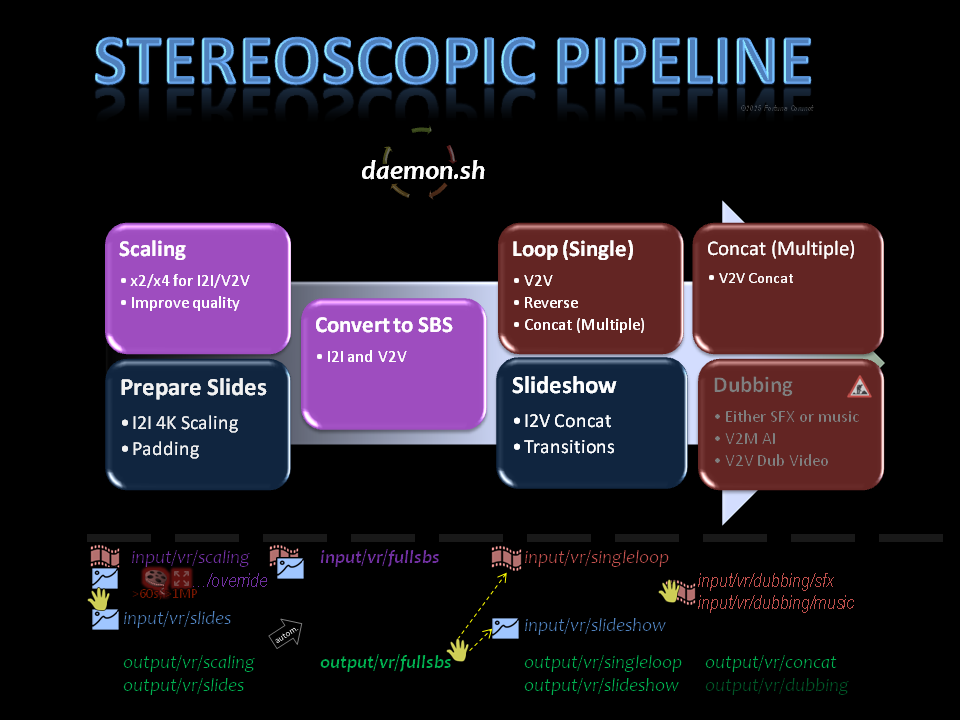 STEREOSCOPIC PIPELINE
©2025 Fortuna Cournot
daemon.sh
Scaling
• x2/x4 for I2I/V2V
• Improve quality
Prepare Slides
• I2I 4K Scaling
• Padding
Convert to SBS
• I2I and V2V
Loop (Single)
• V2V
• Reverse
• Concat (Multiple)
Slideshow
• I2V Concat
• Transitions
Concat (Multiple)
• V2V Concat
Dubbing
• Either SFX or music
• V2M AI
• V2V Dub Video
input/vr/scaling
.../override
>60s >1MP
input/vr/slides
input/vr/fullsbs
input/vr/singleloop
input/vr/slideshow
input/vr/dubbing/sfx
input/vr/dubbing/music
autom.
output/vr/scaling
output/vr/slides
output/vr/fullsbs
output/vr/singleloop
output/vr/slideshow
output/vr/concat
output/vr/dubbing